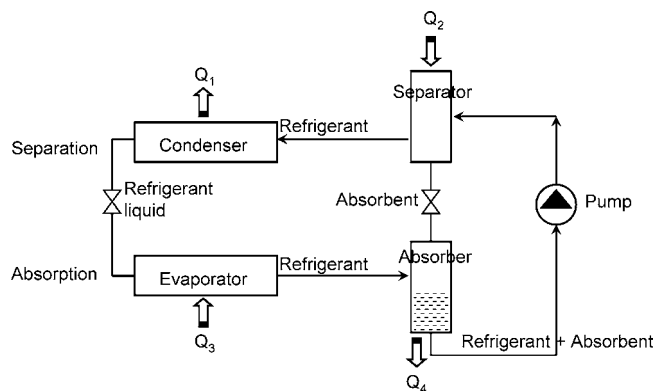 Q2
Q1
Separator
Refrigerant
Condenser
Separation
Refrigerant
liquid
Absorbent
Pump
Absorber
Refrigerant
Absorption
Evaporator
Refrigerant + Absorbent
Q3
Q4